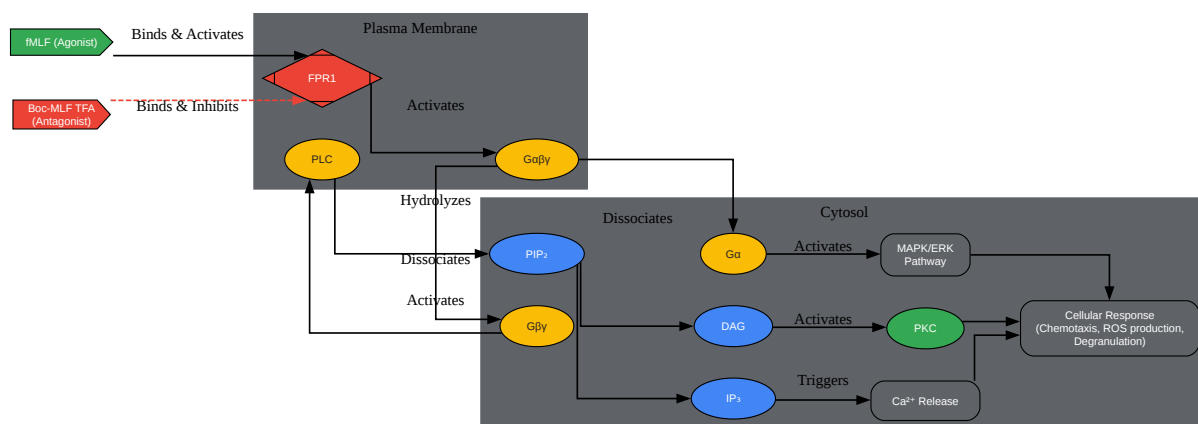 Plasma Membrane
fMLF (Agonist)
Binds & Activates
FPR1
Boc-MLF TFA
(Antagonist)
Binds & Inhibits
Activates
PLC
Gαβγ
Hydrolyzes
Dissociates
Cytosol
PIP₂
Dissociates
Gα
Activates
MAPK/ERK
Pathway
Activates
Gβγ
DAG
Activates
PKC
Cellular Response
(Chemotaxis, ROS production,
Degranulation)
IP₃
Triggers
Ca²⁺ Release